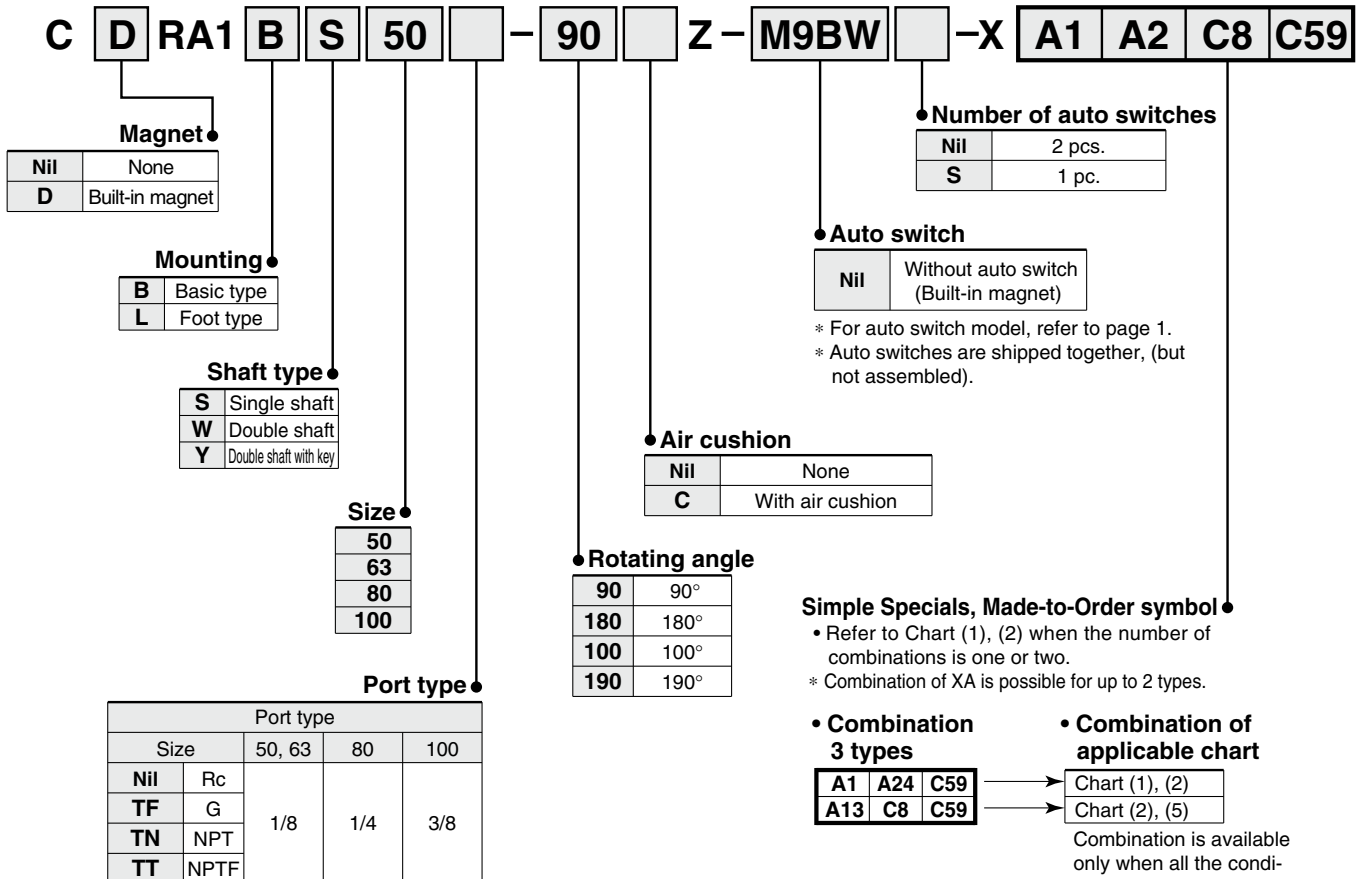 C D RA1 B S 50 – 90 Z – M9BW –X A1 A2 C8 C59
Magnet
Nil None
D Built-in magnet
Mounting
B Basic type
L Foot type
Shaft type
S Single shaft
W Double shaft
Y Double shaft with key
Size
50
63
80
100
Port type
Port type
Size 50, 63 80 100
Nil Rc
TF G
TN NPT
TT NPTF
1/8 1/4 3/8
Rotating angle
90 90°
180 180°
100 100°
190 190°
Air cushion
Nil None
C With air cushion
Auto switch
Nil Without auto switch
(Built-in magnet)
∗ For auto switch model, refer to page 1.
∗ Auto switches are shipped together, (but
not assembled).
Number of auto switches
Nil 2 pcs.
S 1 pc.
Simple Specials, Made-to-Order symbol
• Refer to Chart (1), (2) when the number of
combinations is one or two.
∗ Combination of XA is possible for up to 2 types.
• Combination
3 types
A1 A24 C59
A13 C8 C59
• Combination of
applicable chart
Chart (1), (2)
Chart (2), (5)
Combination is available
only when all the condi-